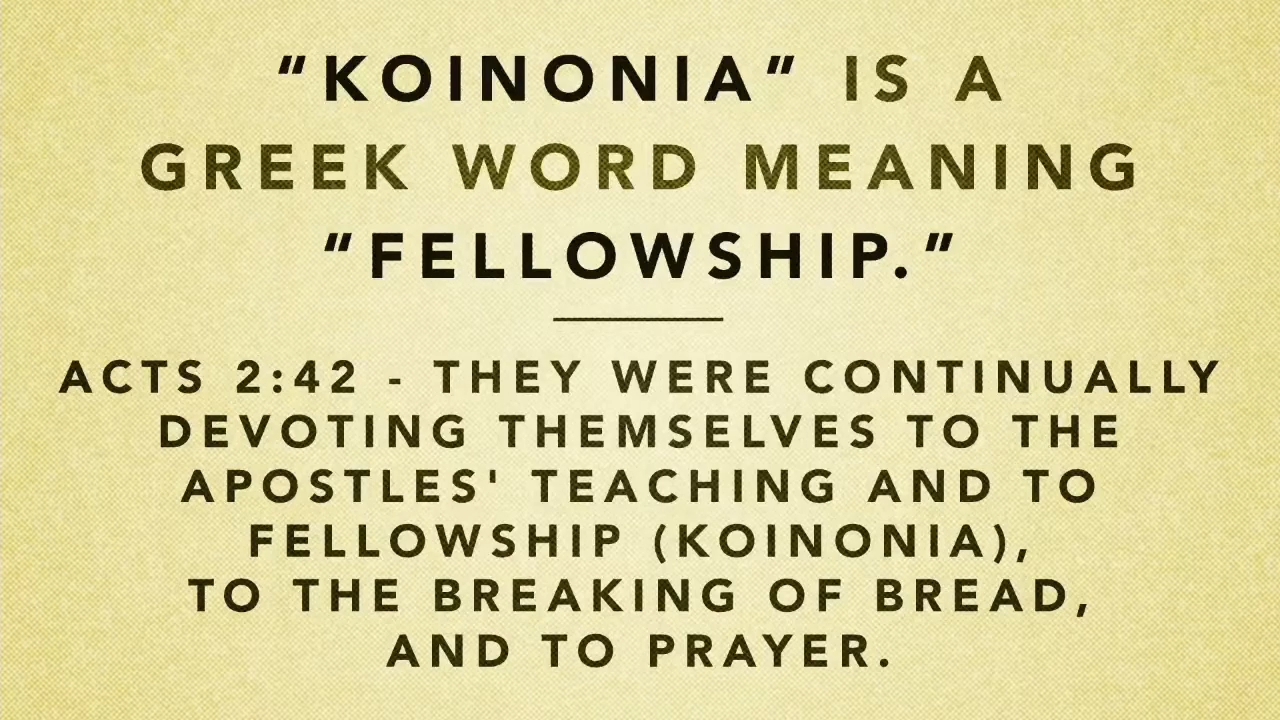 “KOINONIA” IS A
GREEK WORD MEANING
“FELLOWSHIP.”
ACTS 2:42 - THEY WERE CONTINUALLY
DEVOTING THEMSELVES TO THE
APOSTLES' TEACHING AND TO
FELLOWSHIP (KOINONIA),
TO THE BREAKING OF BREAD,
AND TO PRAYER.